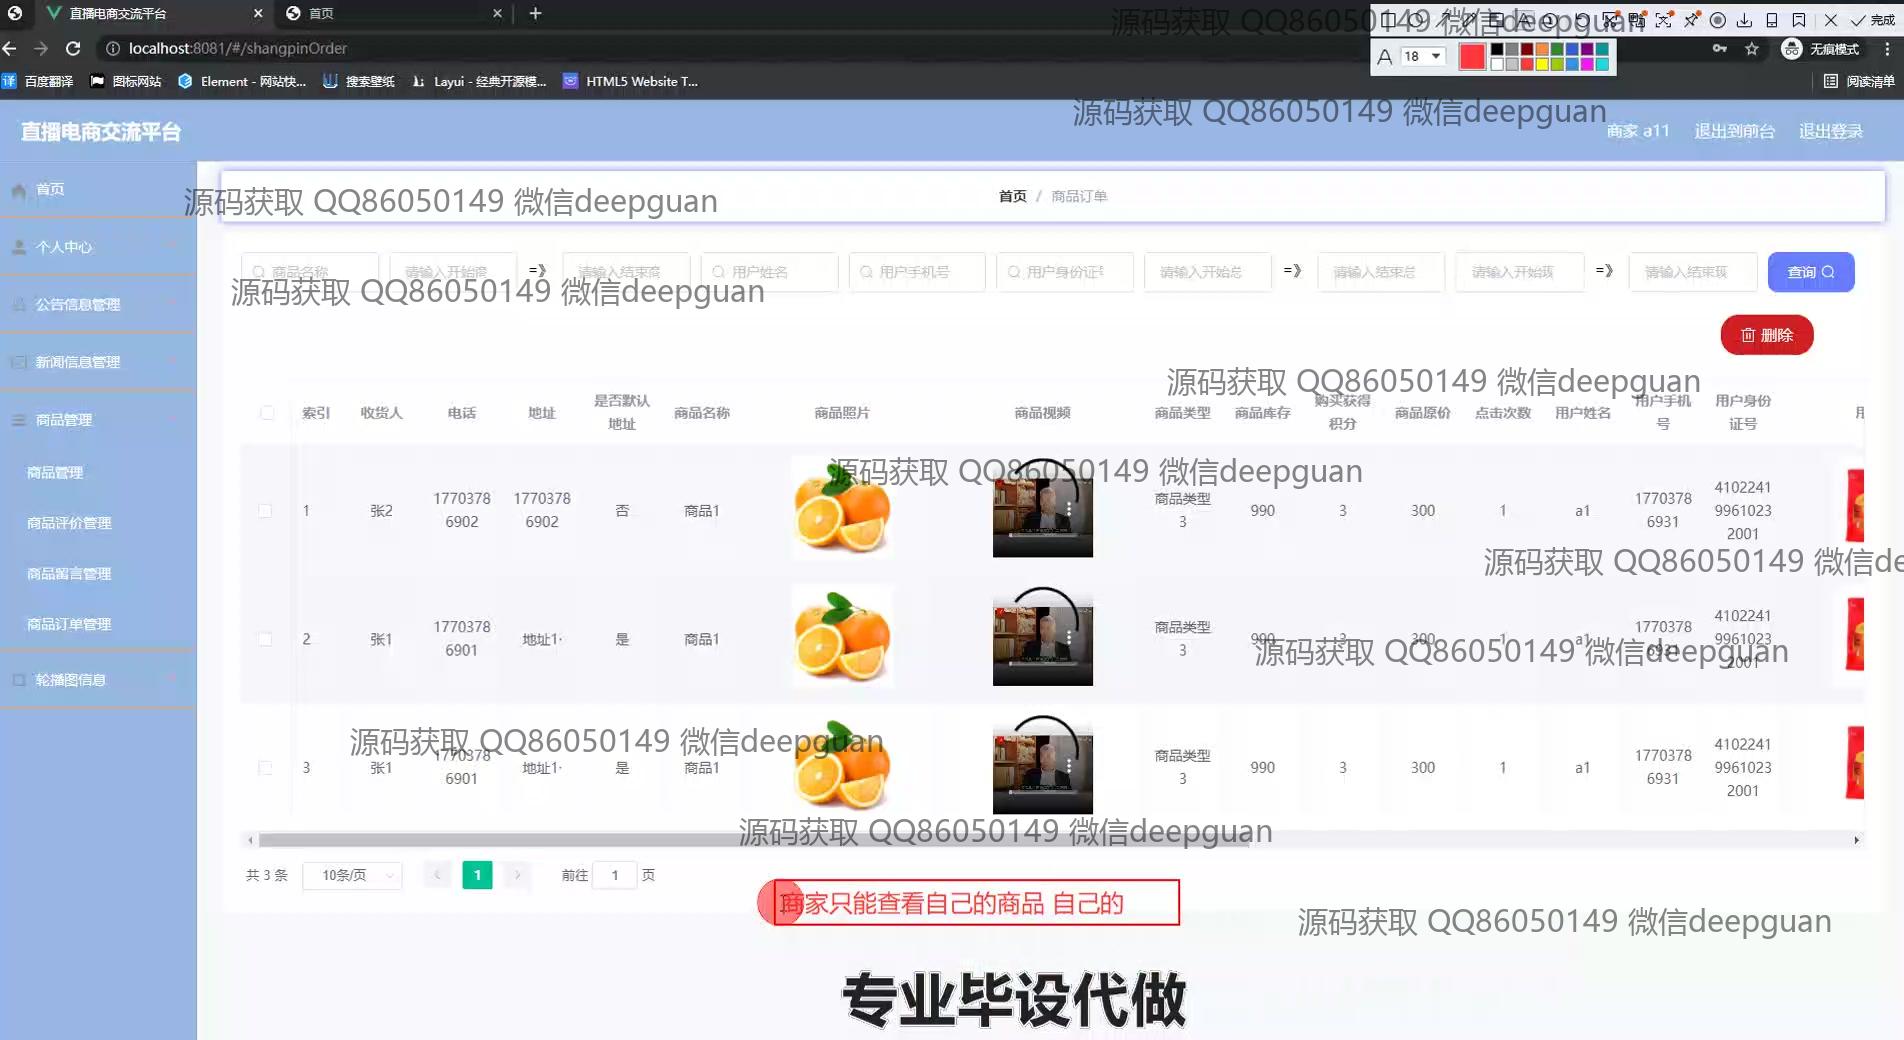 直播电商交流平台
首页
源码获取 QQ86050149 微信deepguan
完成
localhost:8081/#/shangpinOrder
A 18
无痕模式
百度翻译 图标网站 Element - 网站快... 搜索壁纸 Layui - 经典开源模... HTML5 Website T...
阅读清单
源码获取 QQ86050149 微信deepguan
直播电商交流平台
商家 a11 退出到前台 退出登录
首页
个人中心
公告信息管理
新闻信息管理
商品管理
商品管理
商品评价管理
商品留言管理
商品订单管理
轮播图信息
源码获取 QQ86050149 微信deepguan
首页 / 商品订单
商品名称 请输入开始商 =》 请输入结束商 用户姓名 用户手机号 用户身份证号 请输入开始总 =》 请输入结束总 请输入开始现 =》 请输入结束现 查询
源码获取 QQ86050149 微信deepguan
删除
源码获取 QQ86050149 微信deepguan
索引 收货人 电话 地址 是否默认地址 商品名称 商品照片 商品视频 商品类型 商品库存 购买获得积分 商品原价 点击次数 用户姓名 用户手机号 用户身份证号
源码获取 QQ86050149 微信deepguan
1 张2 17703786902 17703786902 否 商品1 商品类型3 990 3 300 1 a1 17703786931 410224199610232001
源码获取 QQ86050149 微信de
2 张1 17703786901 地址1· 是 商品1 商品类型3 990 3 300 1 a1 17703786931 410224199610232001
源码获取 QQ86050149 微信deepguan
源码获取 QQ86050149 微信deepguan
3 张1 17703786901 地址1· 是 商品1 商品类型3 990 3 300 1 a1 17703786931 410224199610232001
源码获取 QQ86050149 微信deepguan
共 3 条 10条/页 1 前往 1 页
商家只能查看自己的商品 自己的
源码获取 QQ86050149 微信deepguan
专业毕设代做